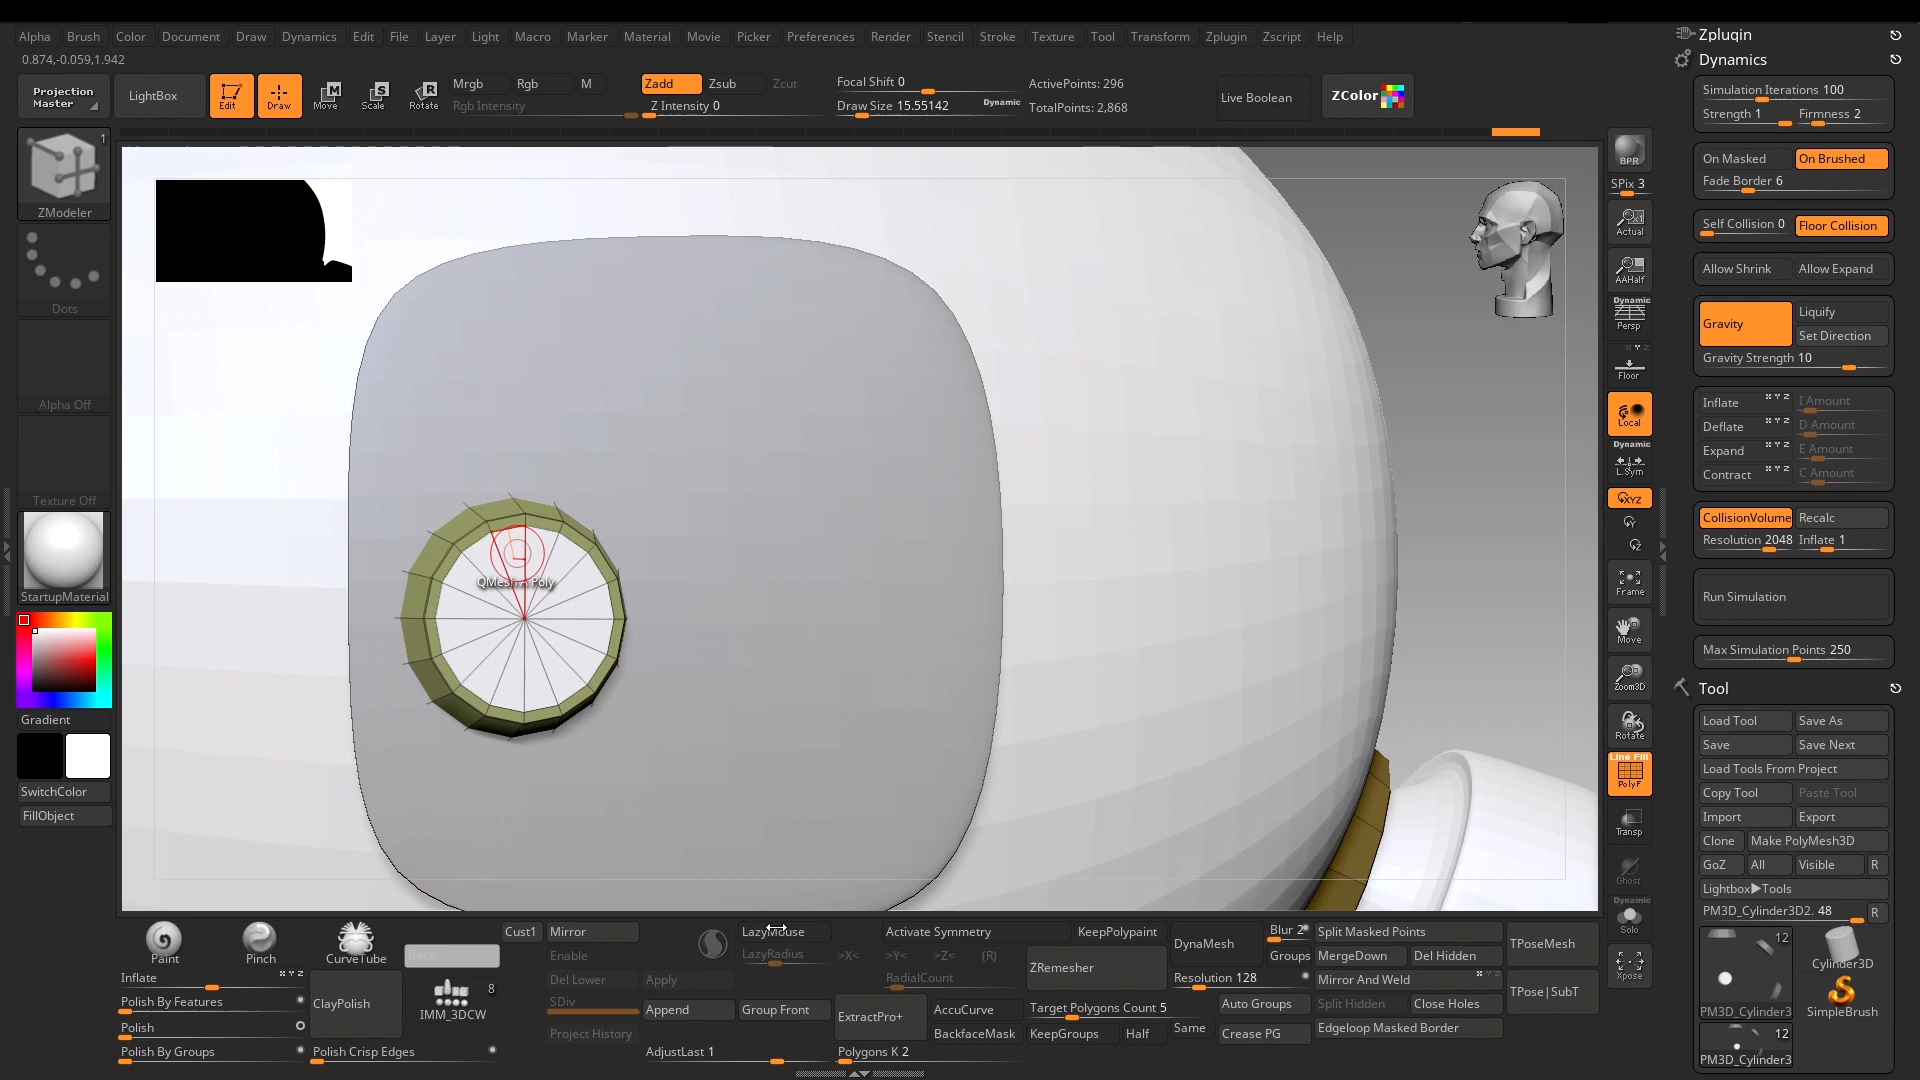 Alpha Brush Color Document Draw Dynamics Edit File Layer Light Macro Marker Material Movie Picker Preferences Render Stencil Stroke Texture Tool Transform Zplugin Zscript Help
0.874,-0.059,1.942
Projection Master
LightBox
Edit
Draw
Move
Scale
Rotate
Mrgb Rgb M
Rgb Intensity
Zadd Zsub Zcut
Z Intensity 0
Focal Shift 0
Draw Size 15.55142
Dynamic
ActivePoints: 296
TotalPoints: 2,868
Live Boolean
ZColor
1
ZModeler
Dots
Alpha Off
Texture Off
StartupMaterial
Gradient
SwitchColor
FillObject
BPR
SPix 3
Actual
AAHalf
Dynamic
Persp
Floor
Local
Dynamic
L.Sym
XYZ
Frame
Move
Zoom3D
Rotate
Line Fill
PolyF
Transp
Ghost
Dynamic
Solo
Xpose
Zplugin
Dynamics
Simulation Iterations 100
Strength 1 Firmness 2
On Masked On Brushed
Fade Border 6
Self Collision 0 Floor Collision
Allow Shrink Allow Expand
Gravity
Liquify
Set Direction
Gravity Strength 10
Inflate I Amount
Deflate D Amount
Expand E Amount
Contract C Amount
CollisionVolume Recalc
Resolution 2048 Inflate 1
Run Simulation
Max Simulation Points 250
Tool
Load Tool Save As
Save Save Next
Load Tools From Project
Copy Tool Paste Tool
Import Export
Clone Make PolyMesh3D
GoZ All Visible R
Lightbox▶Tools
PM3D_Cylinder3D2. 48 R
12
PM3D_Cylinder3
Cylinder3D
SimpleBrush
12
PM3D_Cylinder3
Paint
Pinch
CurveTube
Back
Inflate
Polish By Features
Polish
Polish By Groups
ClayPolish
Polish Crisp Edges
8
IMM_3DCW
Cust1 Mirror
Enable
Del Lower
SDiv
Project History
LazyMouse
LazyRadius
Apply
Append Group Front
AdjustLast 1
Activate Symmetry
>X< >Y< >Z< (R)
RadialCount
ExtractPro+
AccuCurve
BackfaceMask
Polygons K 2
KeepPolypaint
ZRemesher
Target Polygons Count 5
KeepGroups Half Same
DynaMesh
Blur 2
Groups
Resolution 128
Auto Groups
Crease PG
Split Masked Points
MergeDown Del Hidden
Mirror And Weld
Split Hidden Close Holes
Edgeloop Masked Border
TPoseMesh
TPose|SubT